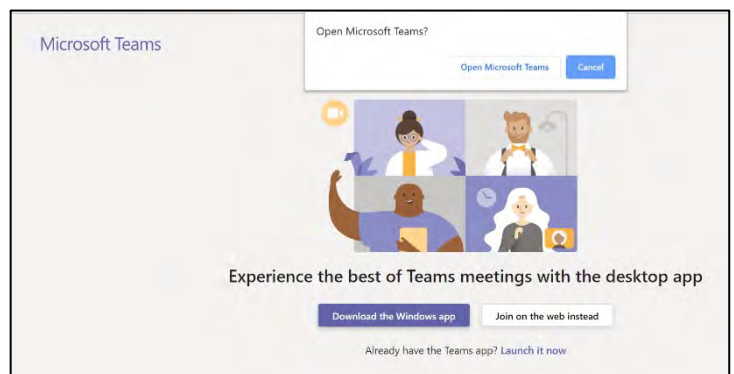 Microsoft Teams
Open Microsoft Teams?
Open Microsoft Teams Cancel
Experience the best of Teams meetings with the desktop app
Download the Windows app Join on the web instead
Already have the Teams app? Launch it now